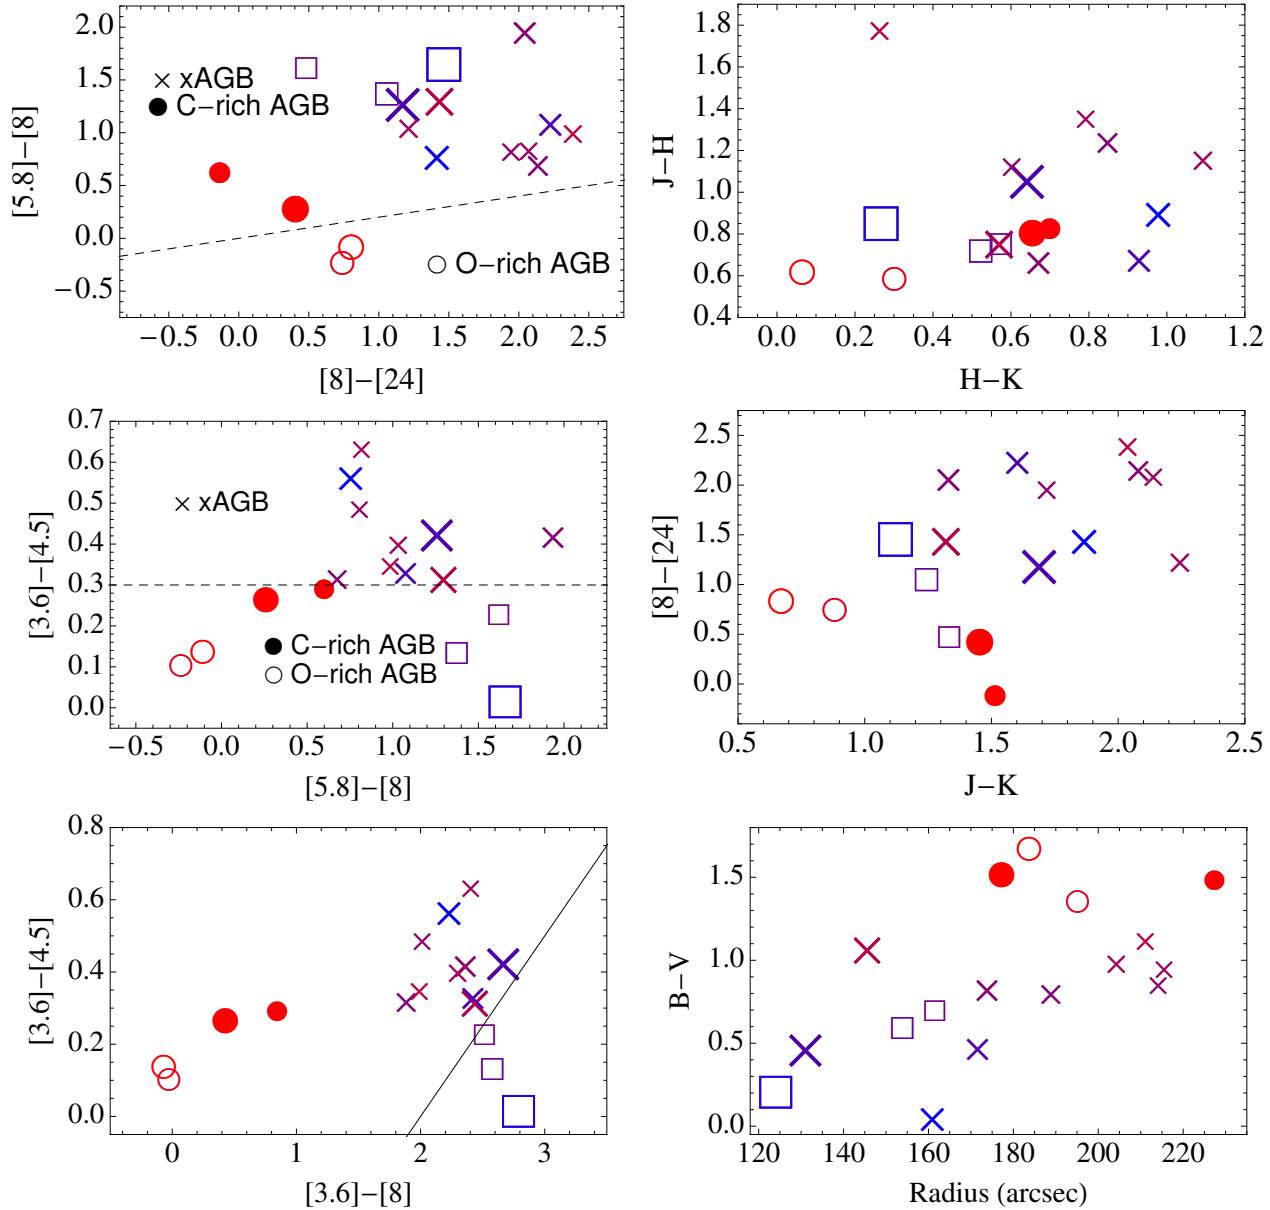 2.0
1.5
1.0
0.5
0.0
−0.5
[5.8]−[8]
xAGB
C−rich AGB
O−rich AGB
−0.5 0.0 0.5 1.0 1.5 2.0 2.5
[8]−[24]
1.8
1.6
1.4
1.2
1.0
0.8
0.6
0.4
J−H
0.0 0.2 0.4 0.6 0.8 1.0 1.2
H−K
0.7
0.6
0.5
0.4
0.3
0.2
0.1
0.0
[3.6]−[4.5]
xAGB
C−rich AGB
O−rich AGB
−0.5 0.0 0.5 1.0 1.5 2.0
[5.8]−[8]
2.5
2.0
1.5
1.0
0.5
0.0
[8]−[24]
0.5 1.0 1.5 2.0 2.5
J−K
0.8
0.6
0.4
0.2
0.0
[3.6]−[4.5]
0 1 2 3
[3.6]−[8]
1.5
1.0
0.5
0.0
B−V
120 140 160 180 200 220
Radius (arcsec)